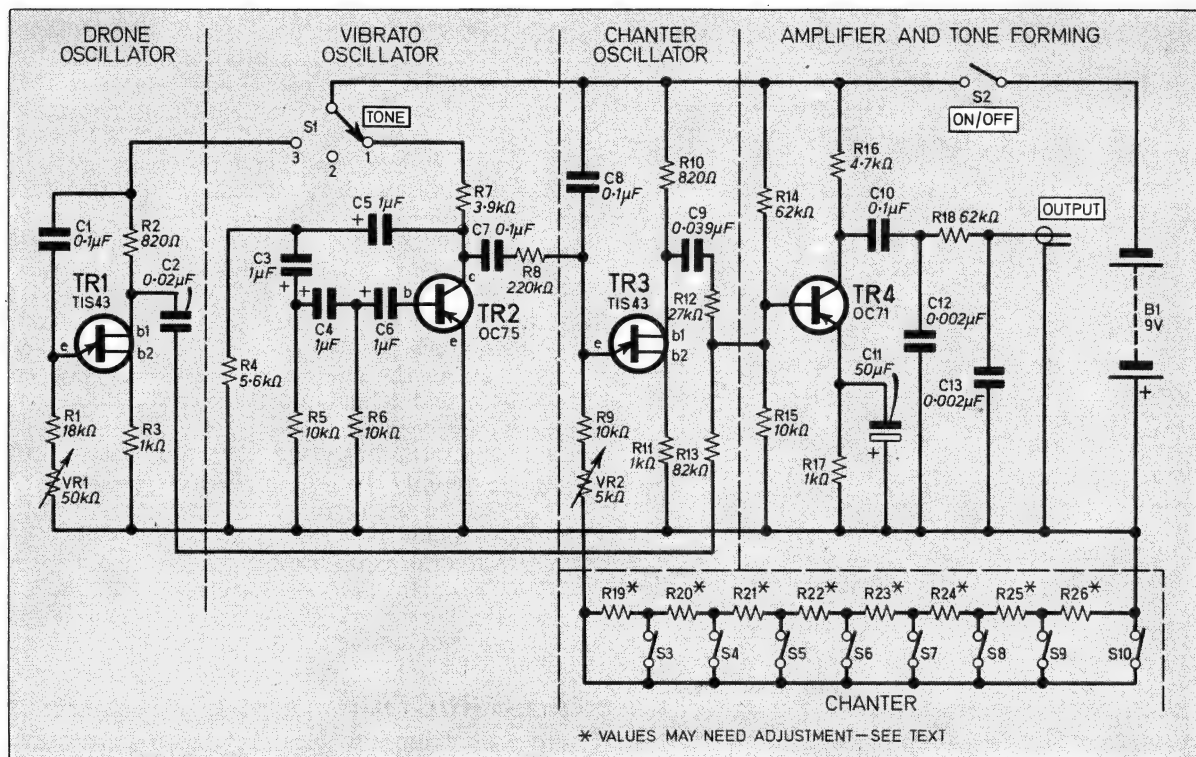 DRONE
OSCILLATOR
VIBRATO
OSCILLATOR
CHANTER
OSCILLATOR
AMPLIFIER AND TONE FORMING
S1
TONE
3
2
1
S2
ON/OFF
C1
0·1µF
R2
820Ω
C2
0·02µF
TR1
TIS43
e
b1
b2
R1
18kΩ
R3
1kΩ
VR1
50kΩ
C5 1µF
+
R7
3·9kΩ
C3
1µF
+
C7 0·1µF
R8
220kΩ
+
C4
1µF
+
C6
1µF
b
c
e
TR2
OC75
R4
5·6kΩ
R5
10kΩ
R6
10kΩ
C8
0·1µF
R10
820Ω
C9
0·039µF
R12
27kΩ
TR3
TIS43
e
b1
b2
R9
10kΩ
VR2
5kΩ
R11
1kΩ
R13
82kΩ
R14
62kΩ
R15
10kΩ
R16
4·7kΩ
C10
0·1µF
R18 62kΩ
OUTPUT
TR4
OC71
C11
50µF
+
R17
1kΩ
C12
0·002µF
C13
0·002µF
B1
9V
+
R19* R20* R21* R22* R23* R24* R25* R26*
S3 S4 S5 S6 S7 S8 S9 S10
CHANTER
* VALUES MAY NEED ADJUSTMENT—SEE TEXT